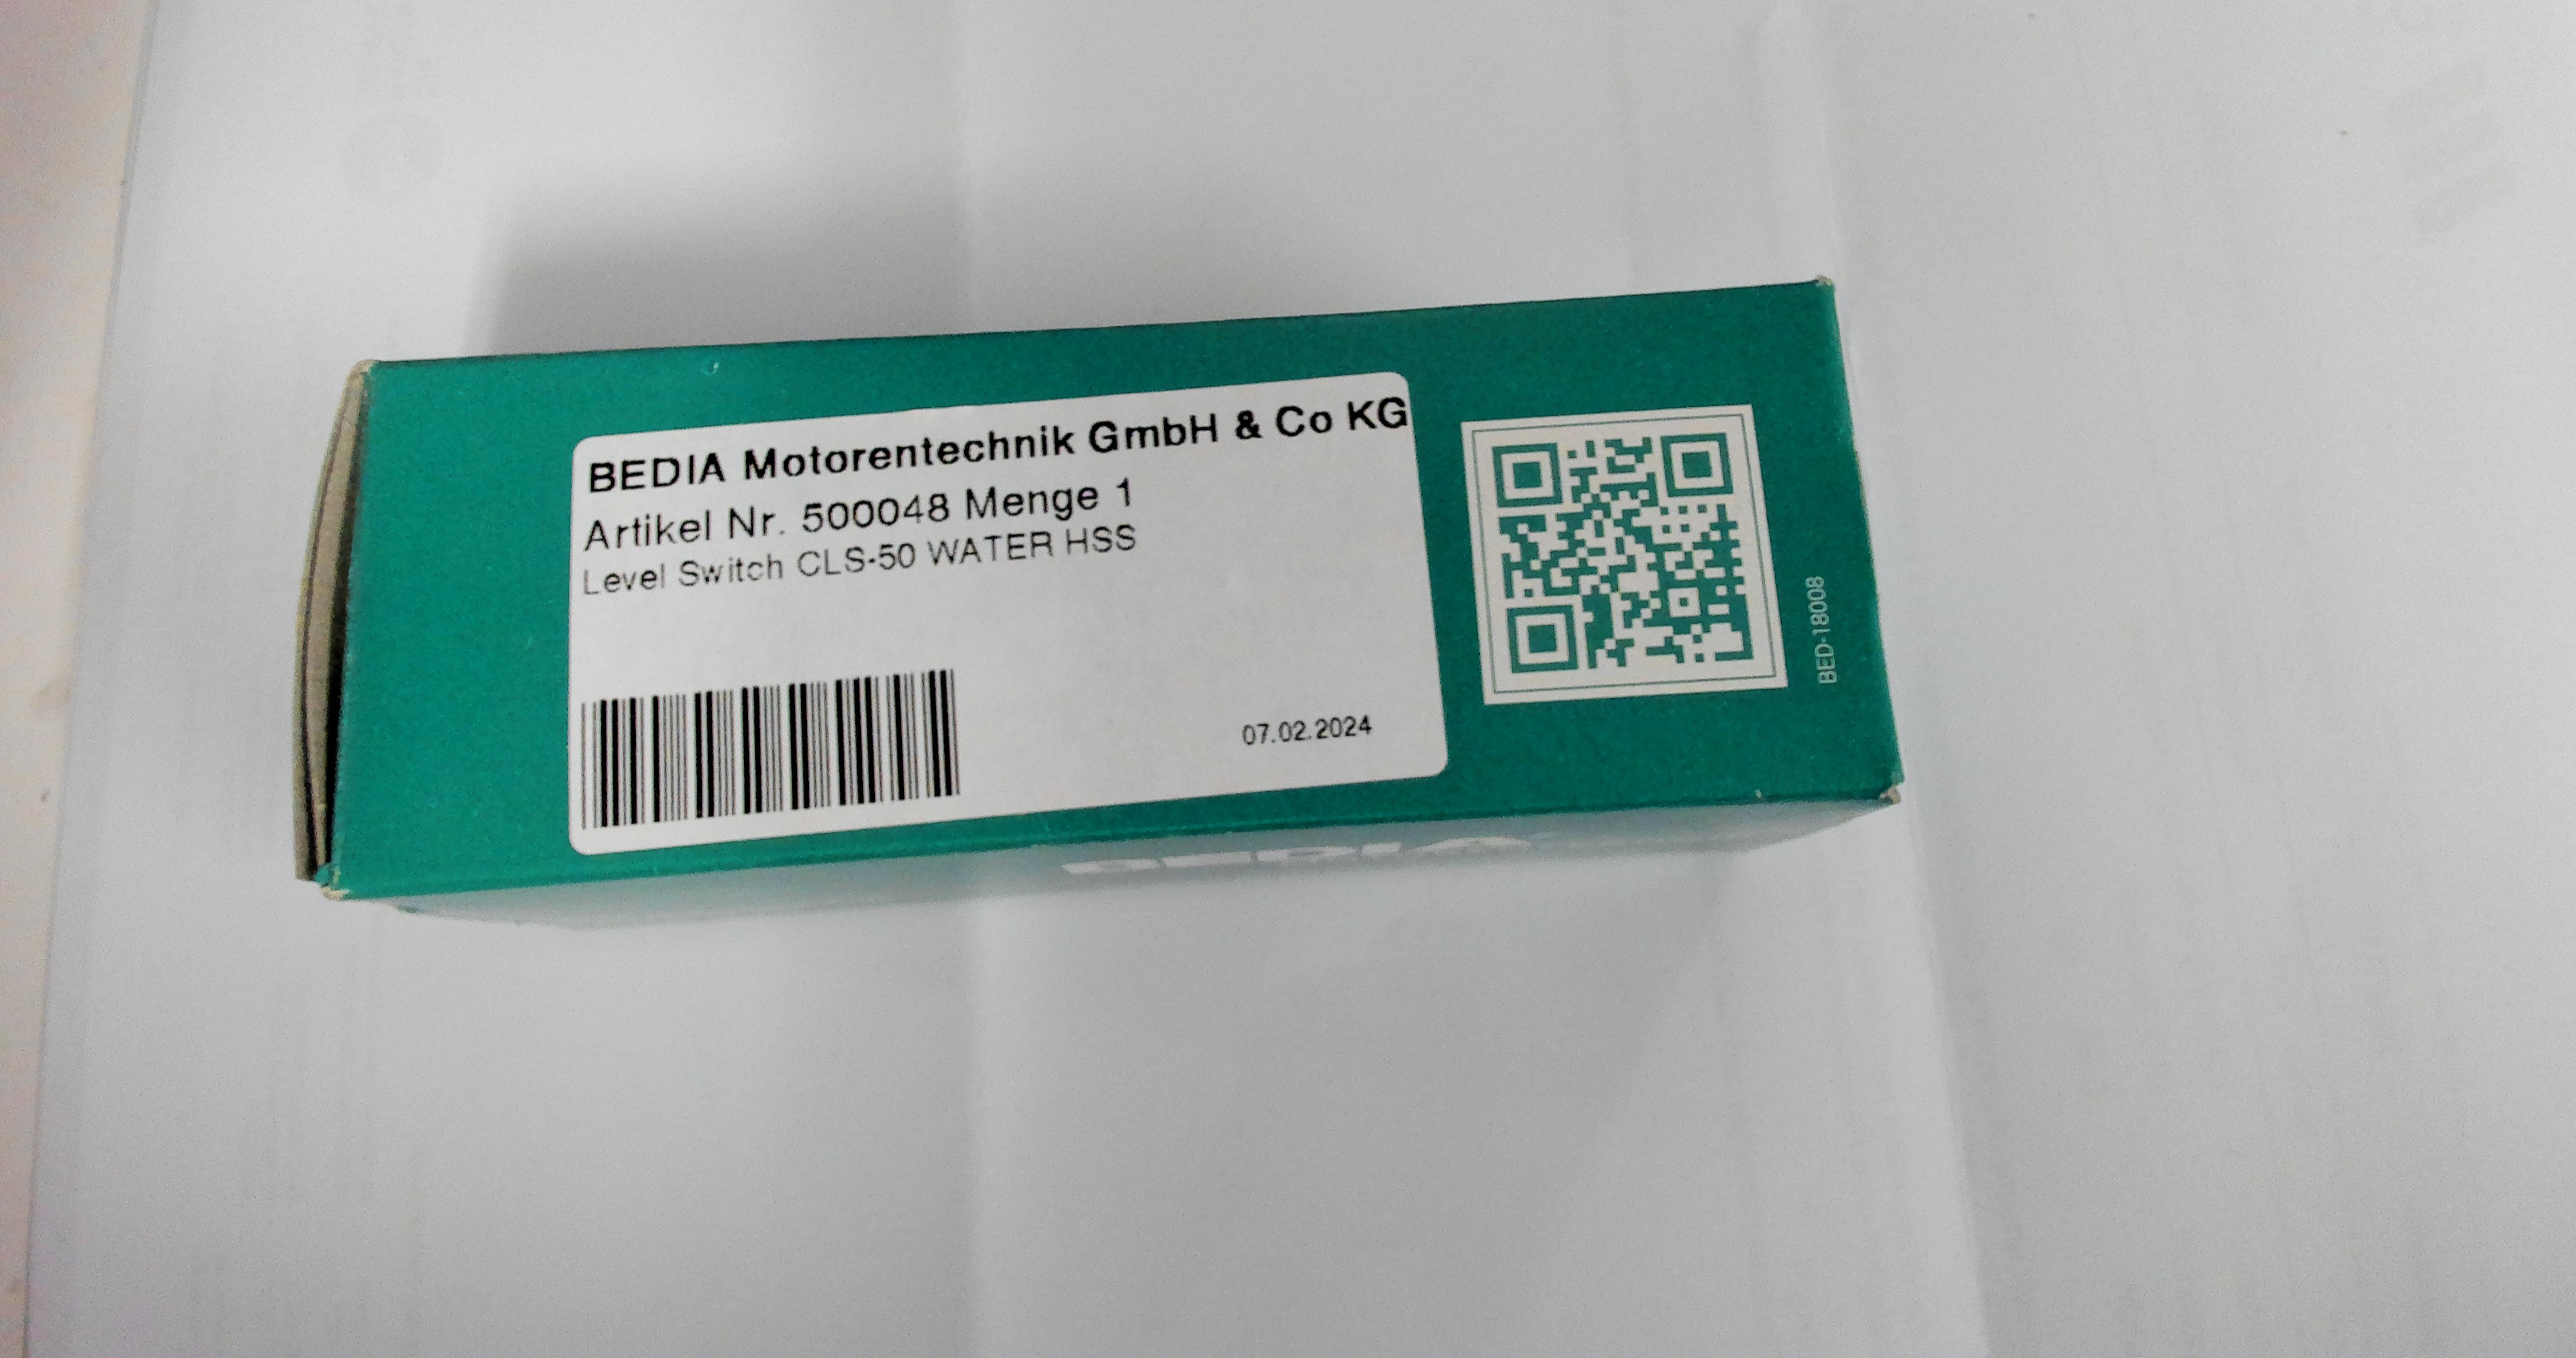 BEDIA Motorentechnik GmbH & Co KG
Artikel Nr. 500048 Menge 1
Level Switch CLS-50 WATER HSS
07.02.2024
BED-18008
BEDIA